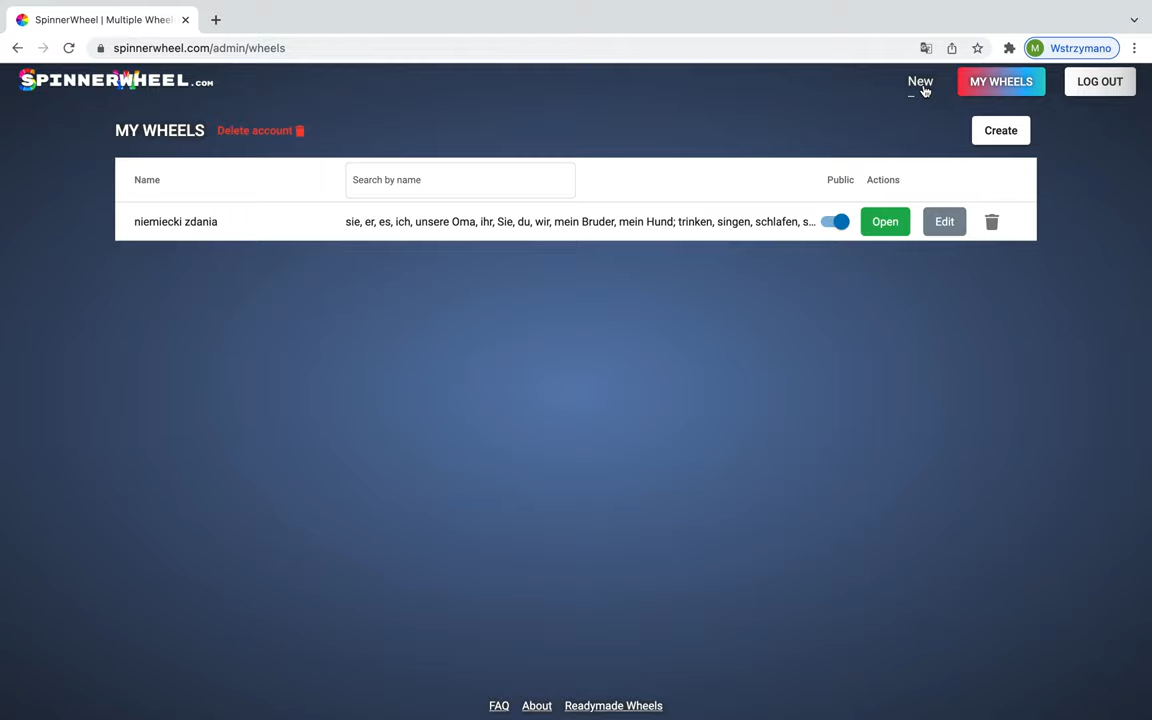 SpinnerWheel | Multiple Wheel
spinnerwheel.com/admin/wheels
M Wstrzymano
SPINNERWHEEL.COM
New
MY WHEELS
LOG OUT
MY WHEELS
Delete account
Create
Name
Search by name
Public
Actions
niemiecki zdania
sie, er, es, ich, unsere Oma, ihr, Sie, du, wir, mein Bruder, mein Hund; trinken, singen, schlafen, s...
Open
Edit
FAQ
About
Readymade Wheels